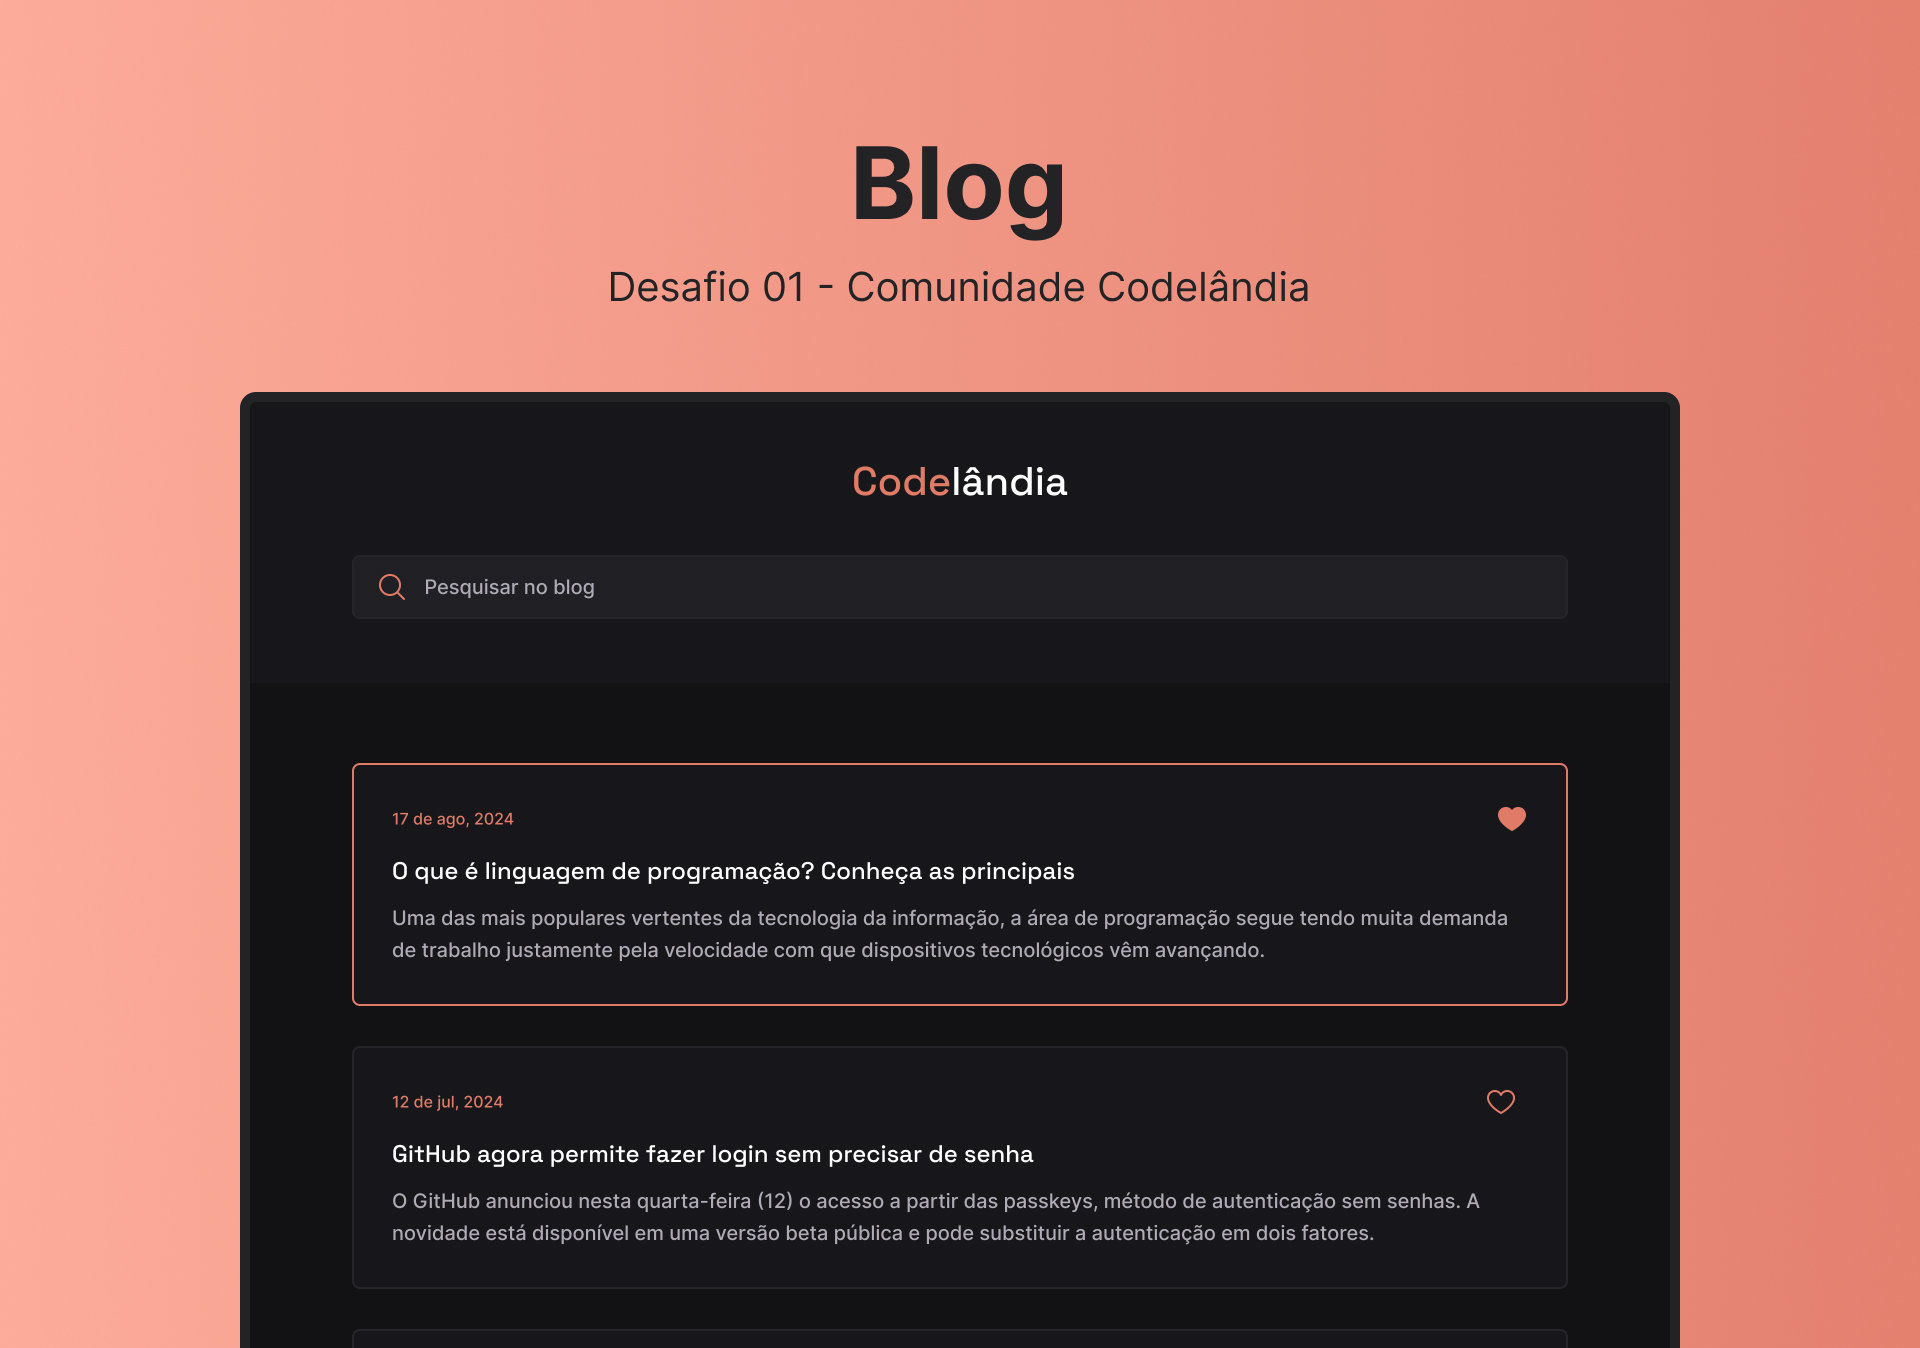 Blog
Desafio 01 - Comunidade Codelândia
Codelândia
Pesquisar no blog
17 de ago, 2024
O que é linguagem de programação? Conheça as principais
Uma das mais populares vertentes da tecnologia da informação, a área de programação segue tendo muita demanda
de trabalho justamente pela velocidade com que dispositivos tecnológicos vêm avançando.
12 de jul, 2024
GitHub agora permite fazer login sem precisar de senha
O GitHub anunciou nesta quarta-feira (12) o acesso a partir das passkeys, método de autenticação sem senhas. A
novidade está disponível em uma versão beta pública e pode substituir a autenticação em dois fatores.